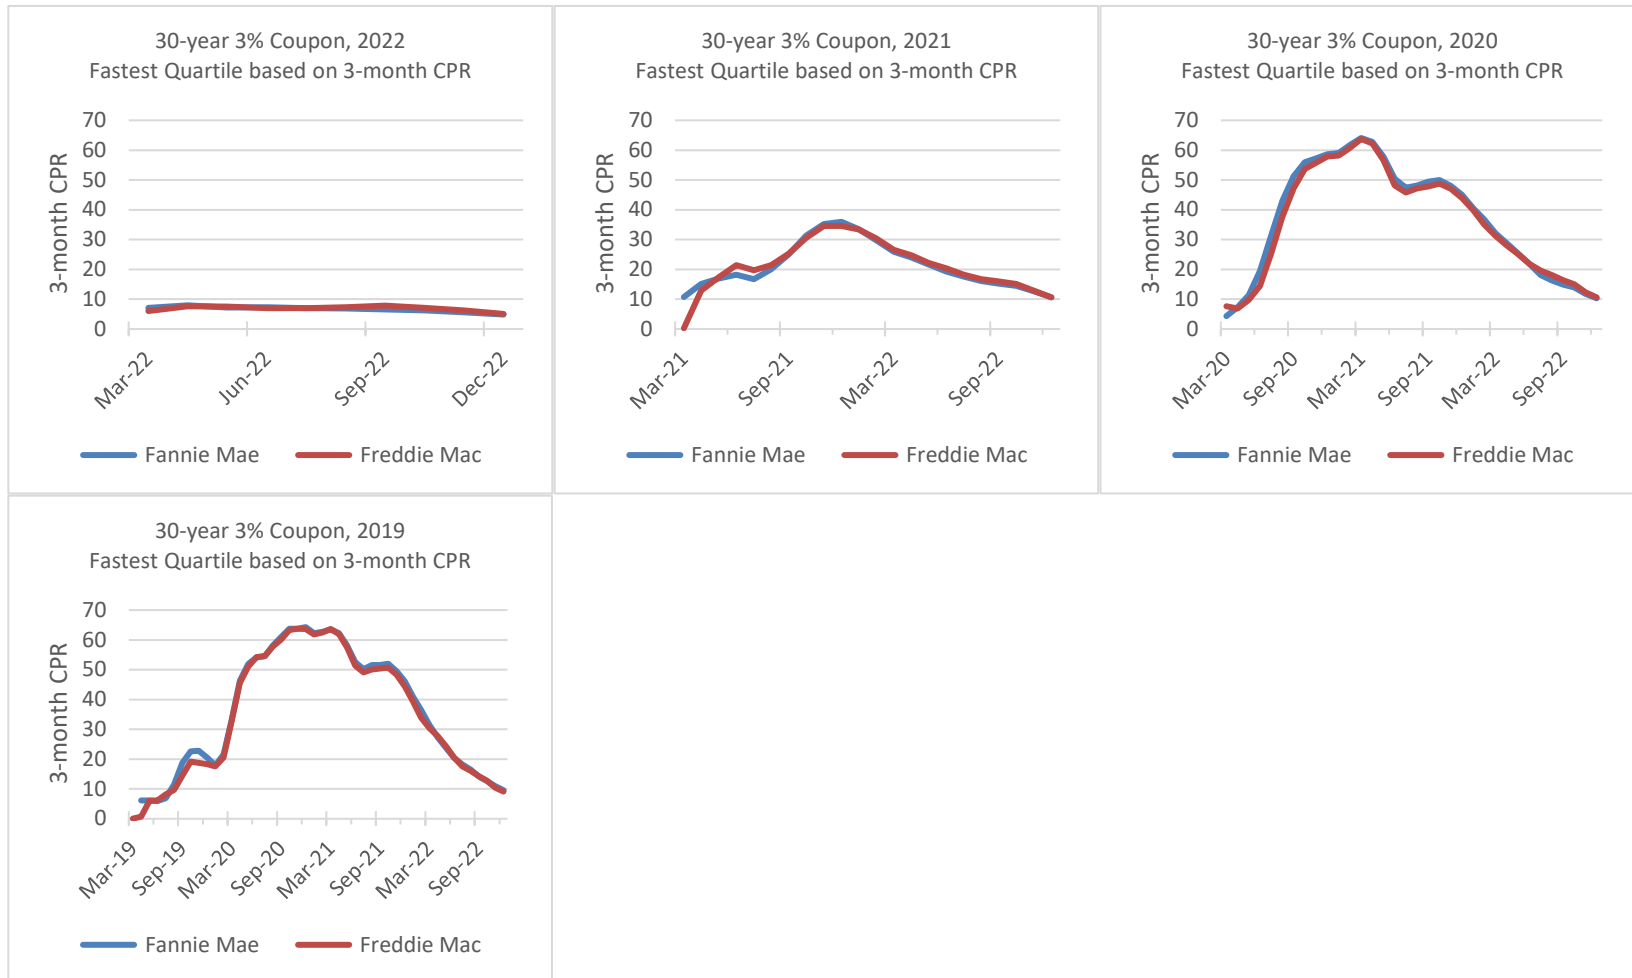 30-year 3% Coupon, 2022
Fastest Quartile based on 3-month CPR
3-month CPR
70
60
50
40
30
20
10
0
Mar-22
Jun-22
Sep-22
Dec-22
Fannie Mae
Freddie Mac
30-year 3% Coupon, 2021
Fastest Quartile based on 3-month CPR
3-month CPR
70
60
50
40
30
20
10
0
Mar-21
Sep-21
Mar-22
Sep-22
Fannie Mae
Freddie Mac
30-year 3% Coupon, 2020
Fastest Quartile based on 3-month CPR
3-month CPR
70
60
50
40
30
20
10
0
Mar-20
Sep-20
Mar-21
Sep-21
Mar-22
Sep-22
Fannie Mae
Freddie Mac
30-year 3% Coupon, 2019
Fastest Quartile based on 3-month CPR
3-month CPR
70
60
50
40
30
20
10
0
Mar-19
Sep-19
Mar-20
Sep-20
Mar-21
Sep-21
Mar-22
Sep-22
Fannie Mae
Freddie Mac